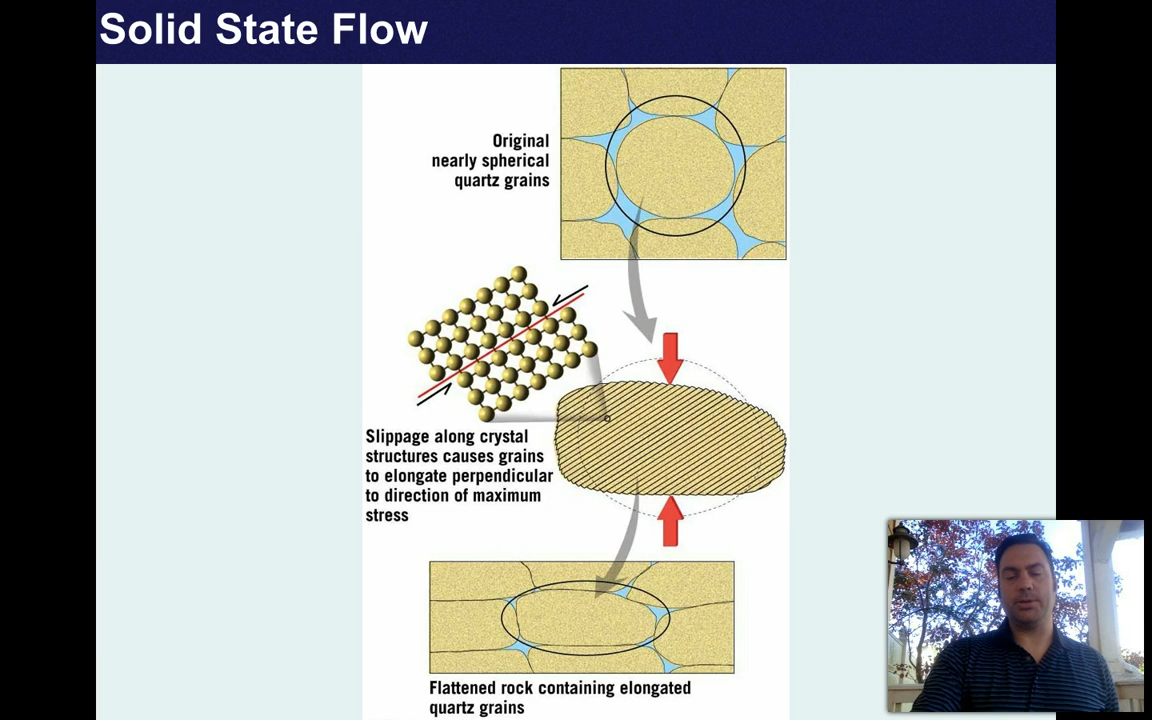 Solid State Flow
Original
nearly spherical
quartz grains
Slippage along crystal
structures causes grains
to elongate perpendicular
to direction of maximum
stress
Flattened rock containing elongated
quartz grains